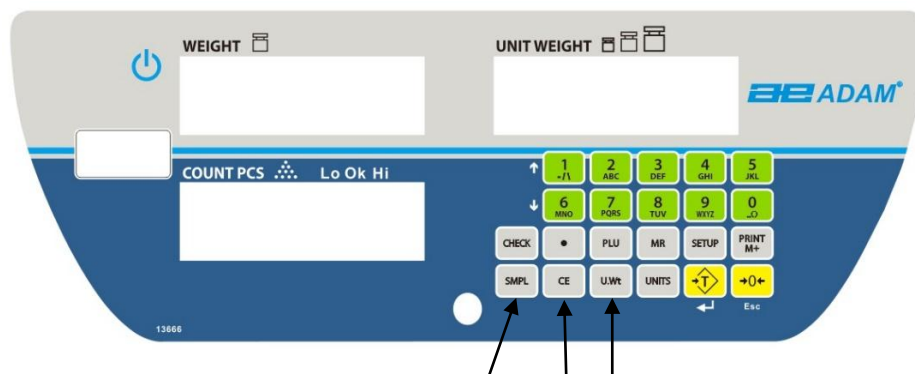 WEIGHT
UNIT WEIGHT
ae ADAM®
COUNT PCS Lo Ok Hi
1 2 3 4 5
-/\ ABC DEF GHI JKL
6 7 8 9 0
MNO PQRS TUV WXYZ _Ω
CHECK • PLU MR SETUP PRINT M+
SMPL CE U.Wt UNITS →T← →0←
Esc
13666